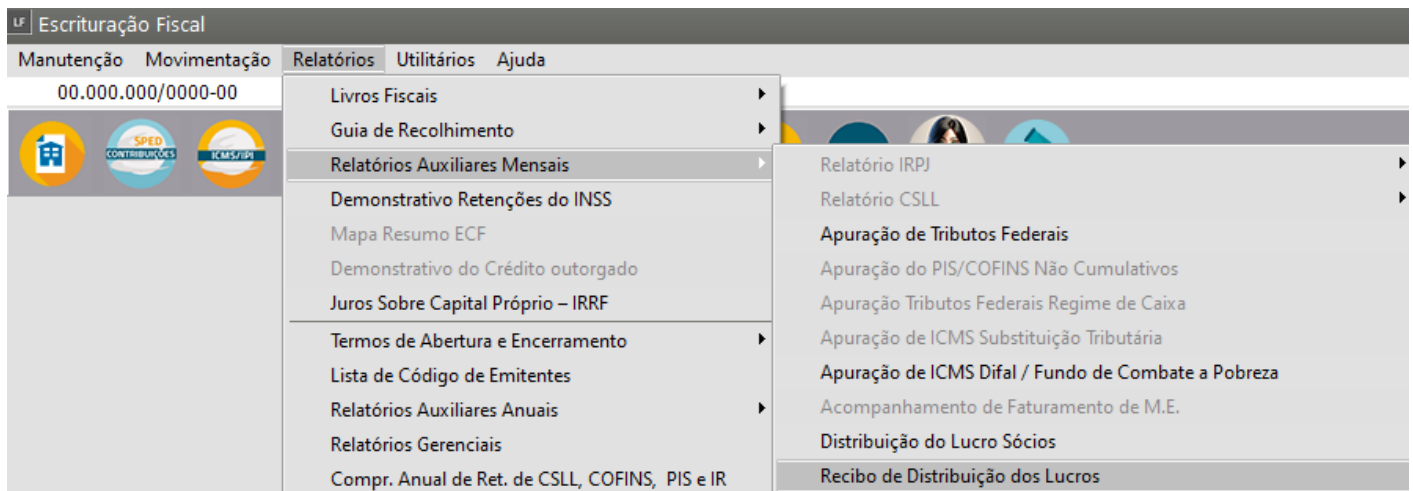 LF Escrituração Fiscal
Manutenção Movimentação Relatórios Utilitários Ajuda
00.000.000/0000-00
SPED
CONTRIBUIÇÕES
ICMS/IPI
Livros Fiscais
Guia de Recolhimento
Relatórios Auxiliares Mensais
Demonstrativo Retenções do INSS
Mapa Resumo ECF
Demonstrativo do Crédito outorgado
Juros Sobre Capital Próprio – IRRF
Termos de Abertura e Encerramento
Lista de Código de Emitentes
Relatórios Auxiliares Anuais
Relatórios Gerenciais
Compr. Anual de Ret. de CSLL, COFINS, PIS e IR
Relatório IRPJ
Relatório CSLL
Apuração de Tributos Federais
Apuração do PIS/COFINS Não Cumulativos
Apuração Tributos Federais Regime de Caixa
Apuração de ICMS Substituição Tributária
Apuração de ICMS Difal / Fundo de Combate a Pobreza
Acompanhamento de Faturamento de M.E.
Distribuição do Lucro Sócios
Recibo de Distribuição dos Lucros